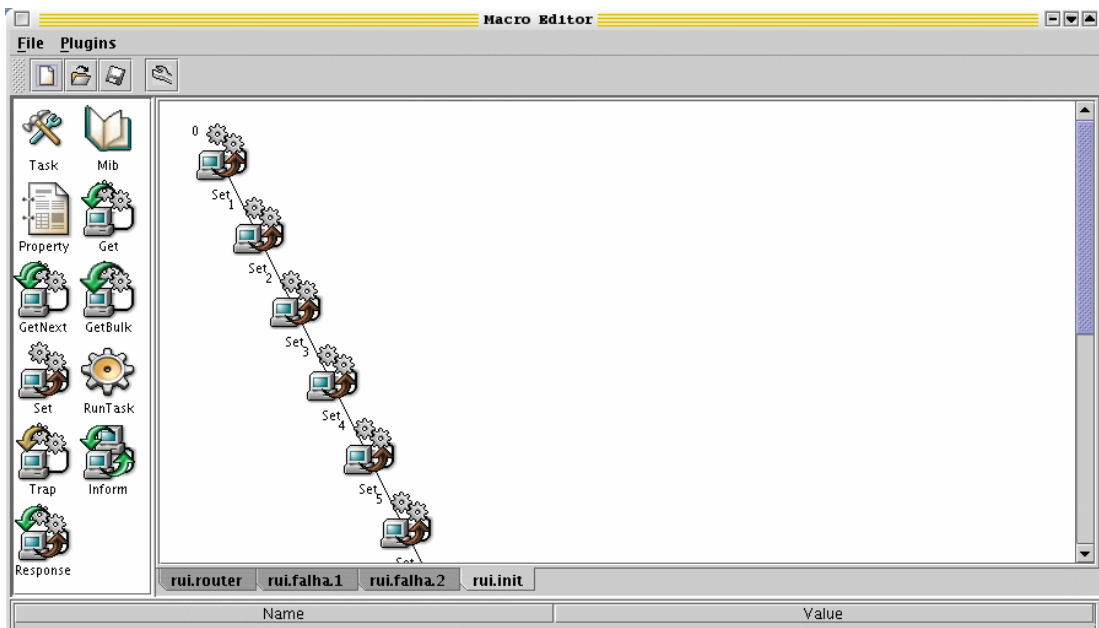 Macro Editor
File Plugins
Task Mib
Property Get
GetNext GetBulk
Set RunTask
Trap Inform
Response
0
Set
1
Set
2
Set
3
Set
4
Set
5
Set
rui.router rui.falha.1 rui.falha.2 rui.init
Name Value